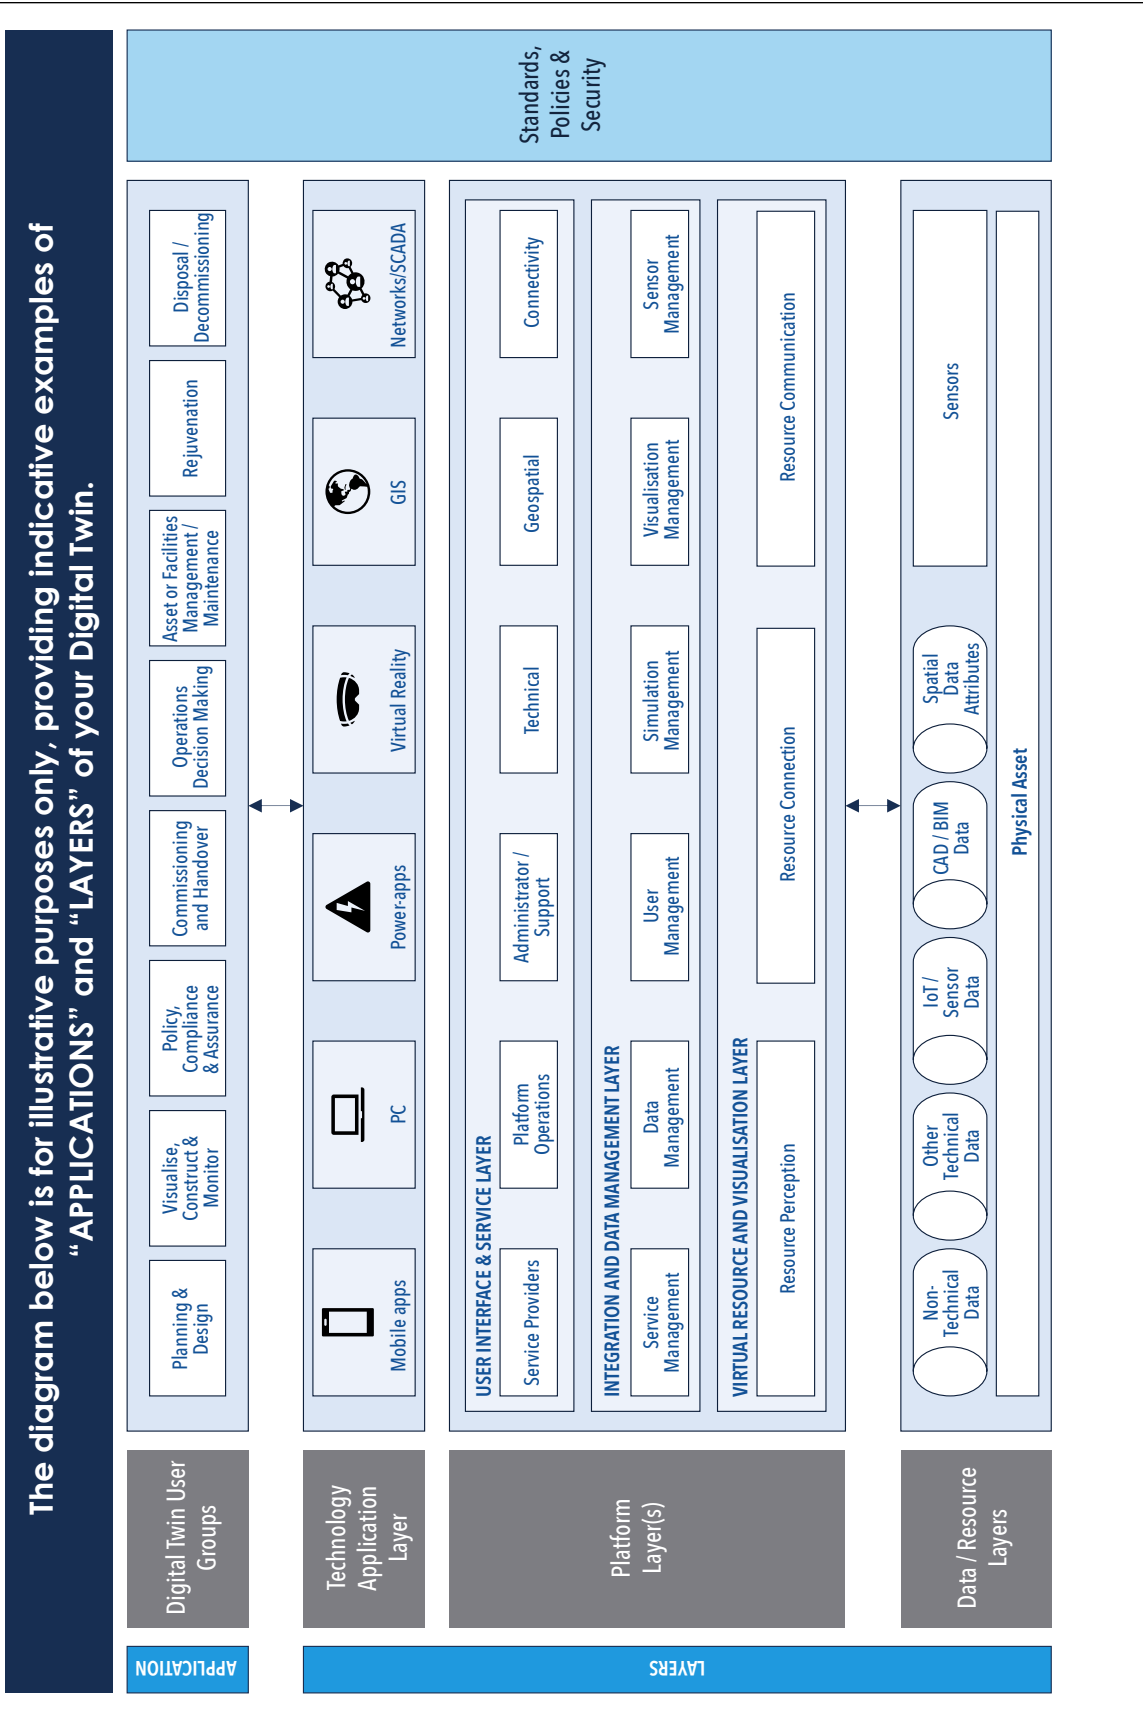 The diagram below is for illustrative purposes only, providing indicative examples of
“APPLICATIONS” and “LAYERS” of your Digital Twin.
APPLICATION
Digital Twin User
Groups
Planning &
Design
Visualise,
Construct &
Monitor
Policy,
Compliance
& Assurance
Commissioning
and Handover
Operations
Decision Making
Asset or Facilities
Management /
Maintenance
Rejuvenation
Disposal /
Decommissioning
LAYERS
Technology
Application
Layer
Mobile apps
PC
Power-apps
Virtual Reality
GIS
Networks/SCADA
Platform
Layer(s)
USER INTERFACE & SERVICE LAYER
Service Providers
Platform
Operations
Administrator /
Support
Technical
Geospatial
Connectivity
INTEGRATION AND DATA MANAGEMENT LAYER
Service
Management
Data
Management
User
Management
Simulation
Management
Visualisation
Management
Sensor
Management
VIRTUAL RESOURCE AND VISUALISATION LAYER
Resource Perception
Resource Connection
Resource Communication
Data / Resource
Layers
Non-
Technical
Data
Other
Technical
Data
IoT /
Sensor
Data
CAD / BIM
Data
Spatial
Data
Attributes
Sensors
Physical Asset
Standards,
Policies &
Security